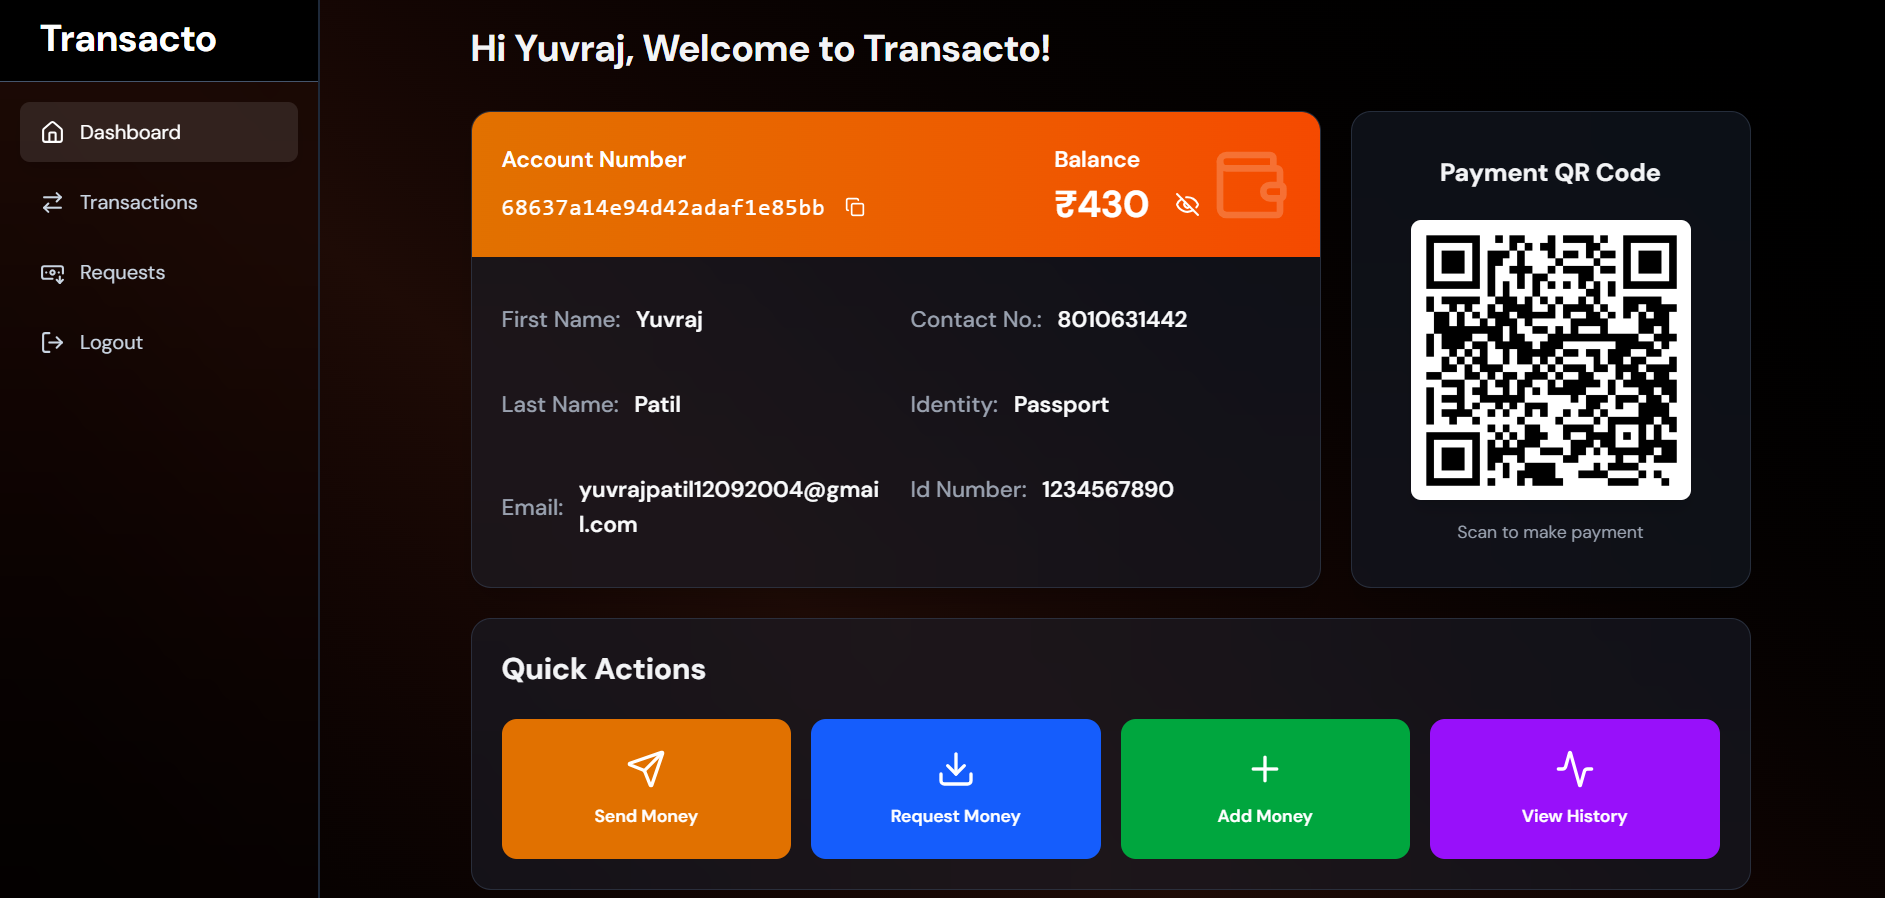 Transacto
Dashboard
Transactions
Requests
Logout
Hi Yuvraj, Welcome to Transacto!
Account Number
68637a14e94d42adaf1e85bb
Balance
₹430
First Name: Yuvraj
Contact No.: 8010631442
Last Name: Patil
Identity: Passport
Email: yuvrajpatil12092004@gmai
l.com
Id Number: 1234567890
Payment QR Code
Scan to make payment
Quick Actions
Send Money
Request Money
Add Money
View History